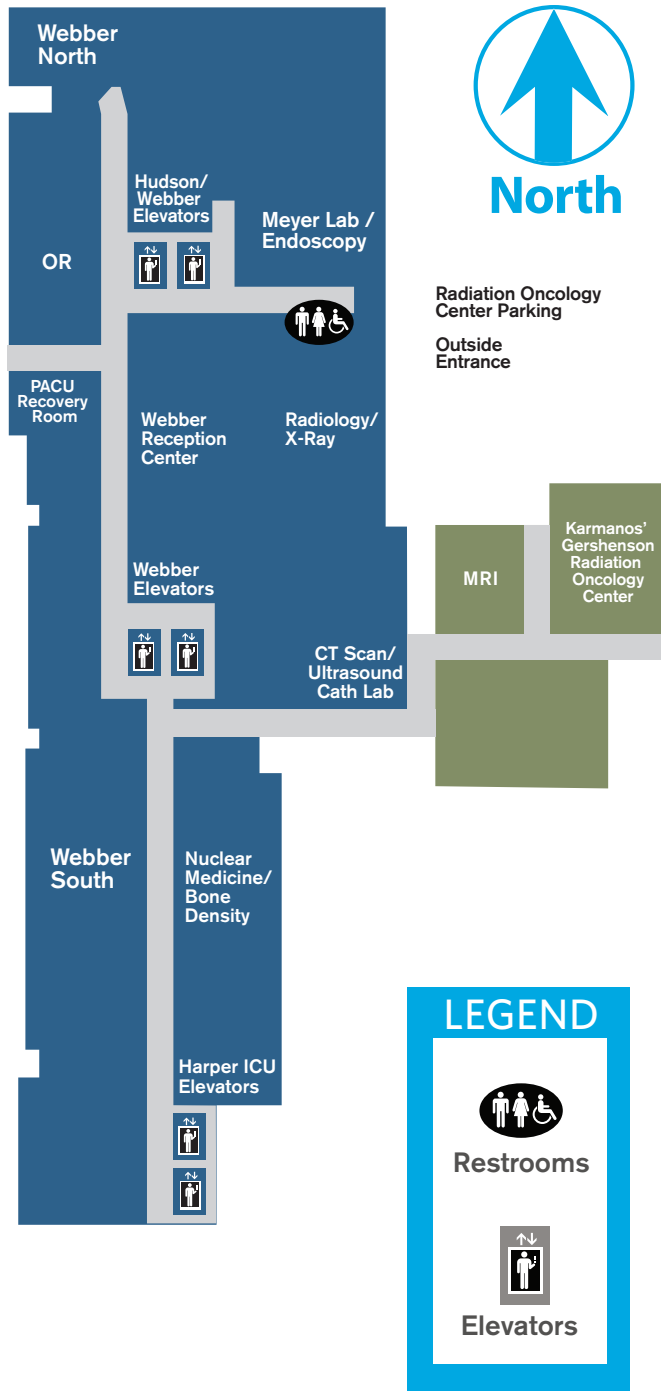 Webber
North
North
Hudson/
Webber
Elevators
Meyer Lab /
Endoscopy
OR
Radiation Oncology
Center Parking
Outside
Entrance
PACU
Recovery
Room
Webber
Reception
Center
Radiology/
X-Ray
Karmanos'
Gershenson
Radiation
Oncology
Center
MRI
Webber
Elevators
CT Scan/
Ultrasound
Cath Lab
Webber
South
Nuclear
Medicine/
Bone
Density
Harper ICU
Elevators
LEGEND
Restrooms
Elevators